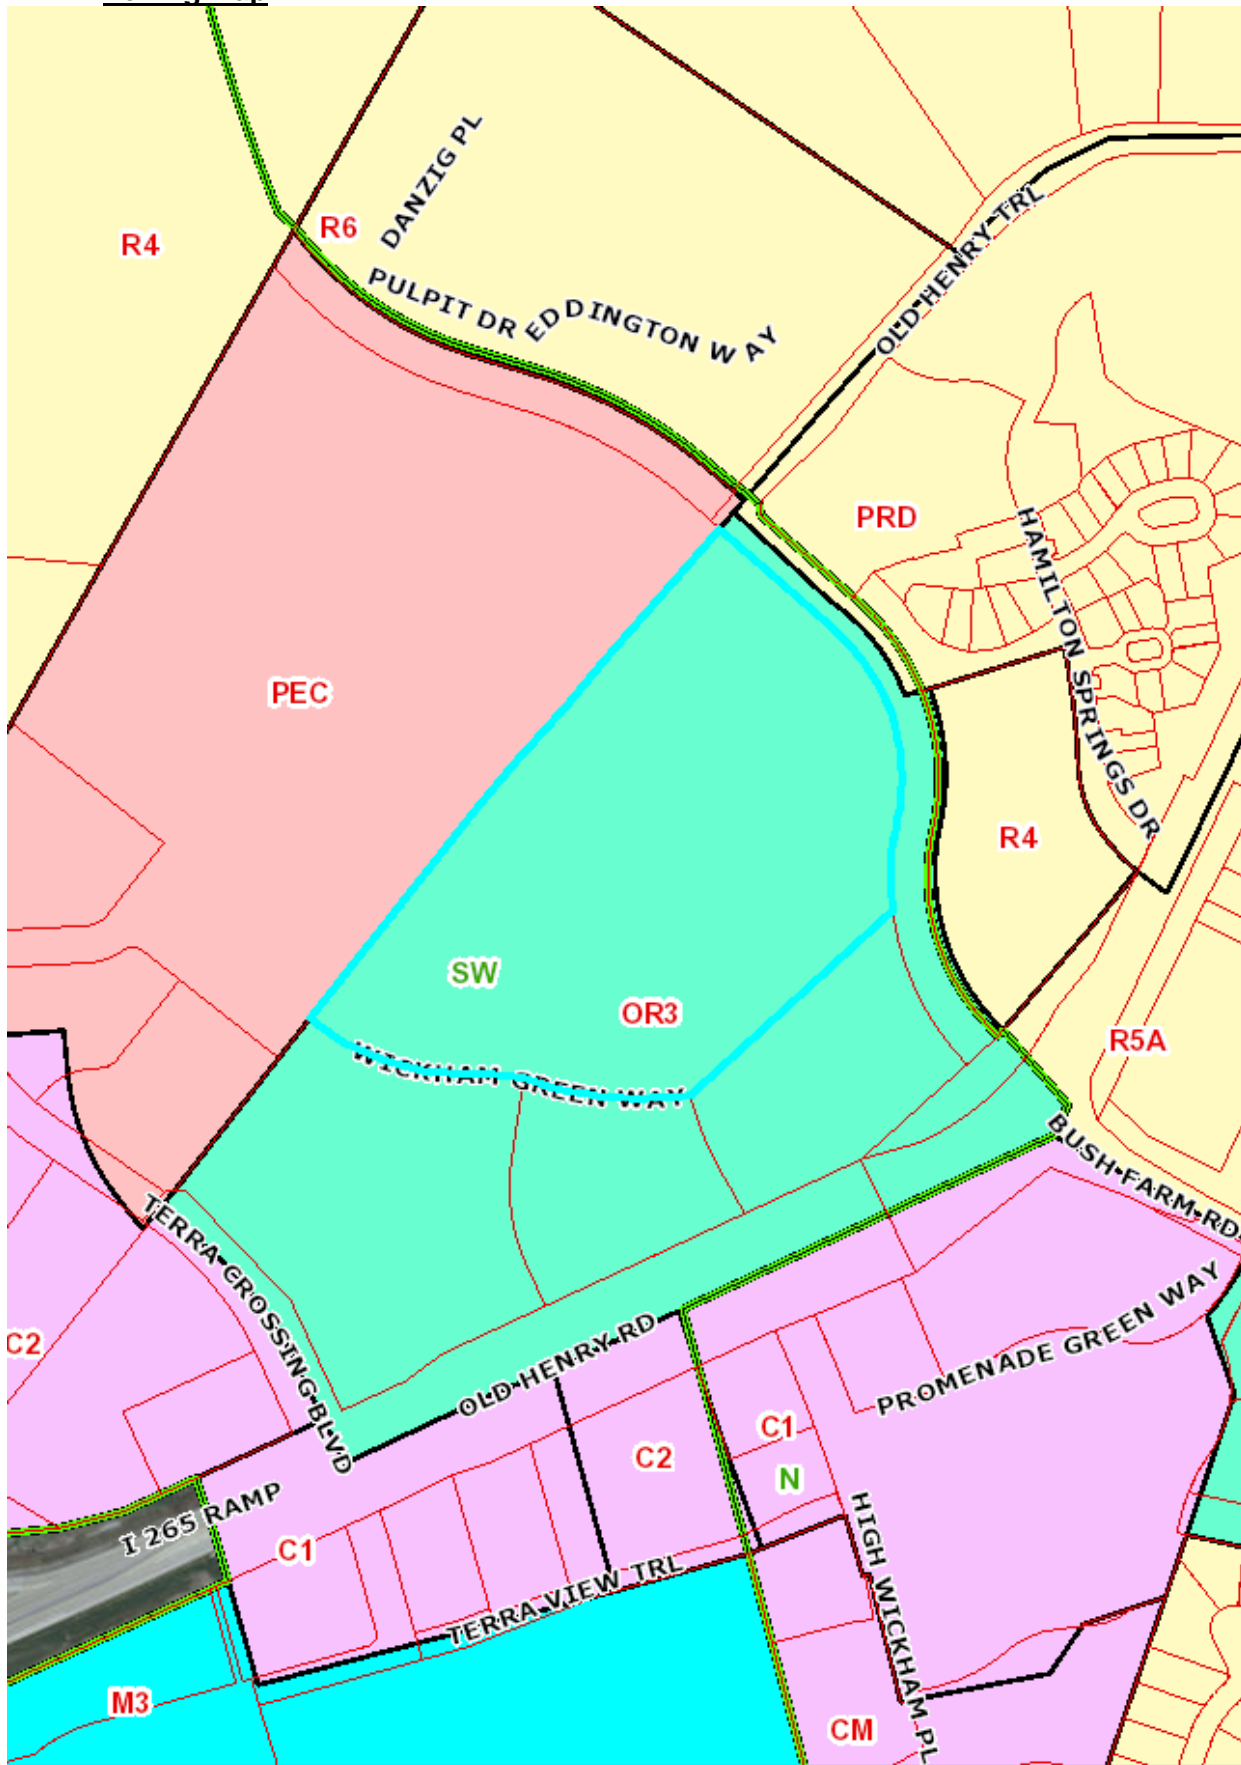 DANZIG PL
R6
R4
PULPIT DR
EDDINGTON WAY
OLD HENRY TRL
PRD
HAMILTON SPRINGS DR
PEC
R4
SW
OR3
R5A
WICKHAM GREEN WAY
BUSH FARM RD
TERRA CROSSING BLVD
PROMENADE GREEN WAY
C2
OLD HENRY RD
C1
C2
N
I 265 RAMP
C1
HIGH WICKHAM PL
TERRA VIEW TRL
M3
CM